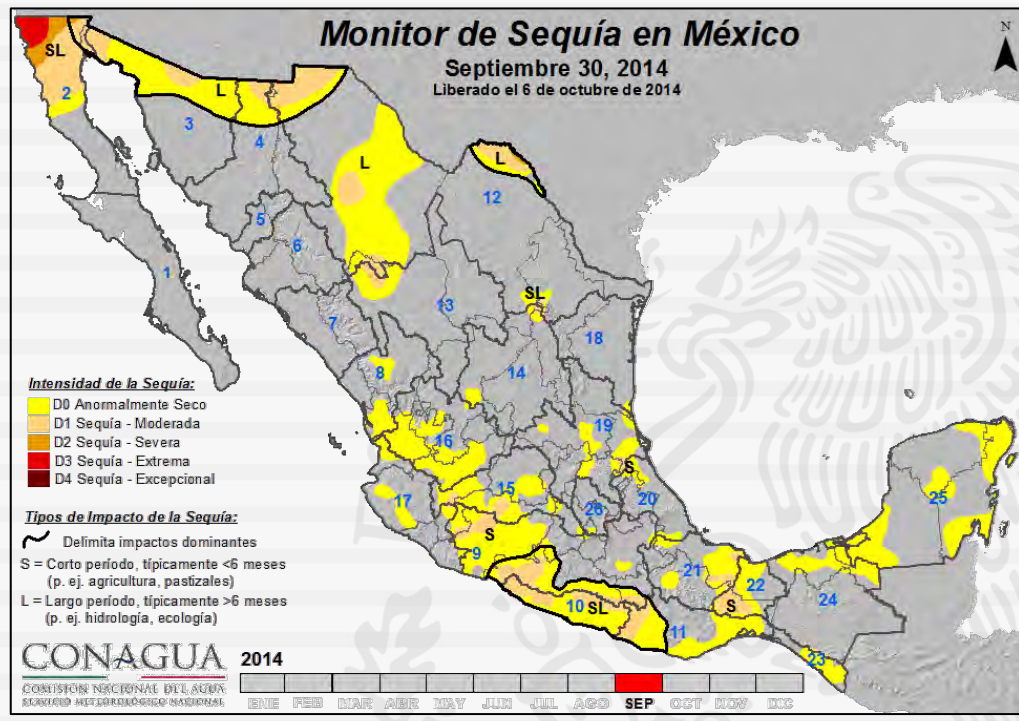 Monitor de Sequía en México
Septiembre 30, 2014
Liberado el 6 de octubre de 2014
N
SL
2
L
3
4
L
L
12
5
6
1
13
SL
7
18
8
14
16
19
S
15
17
20
26
25
S
9
21
22
10
SL
S
24
11
23
Intensidad de la Sequía:
D0 Anormalmente Seco
D1 Sequía - Moderada
D2 Sequía - Severa
D3 Sequía - Extrema
D4 Sequía - Excepcional
Tipos de Impacto de la Sequía:
Delimita impactos dominantes
S = Corto período, típicamente <6 meses
(p. ej. agricultura, pastizales)
L = Largo período, típicamente >6 meses
(p. ej. hidrología, ecología)
CONAGUA
COMISIÓN NACIONAL DEL AGUA
SERVICIO METEOROLÓGICO NACIONAL
2014
ENE FEB MAR ABR MAY JUN JUL AGO SEP OCT NOV DIC